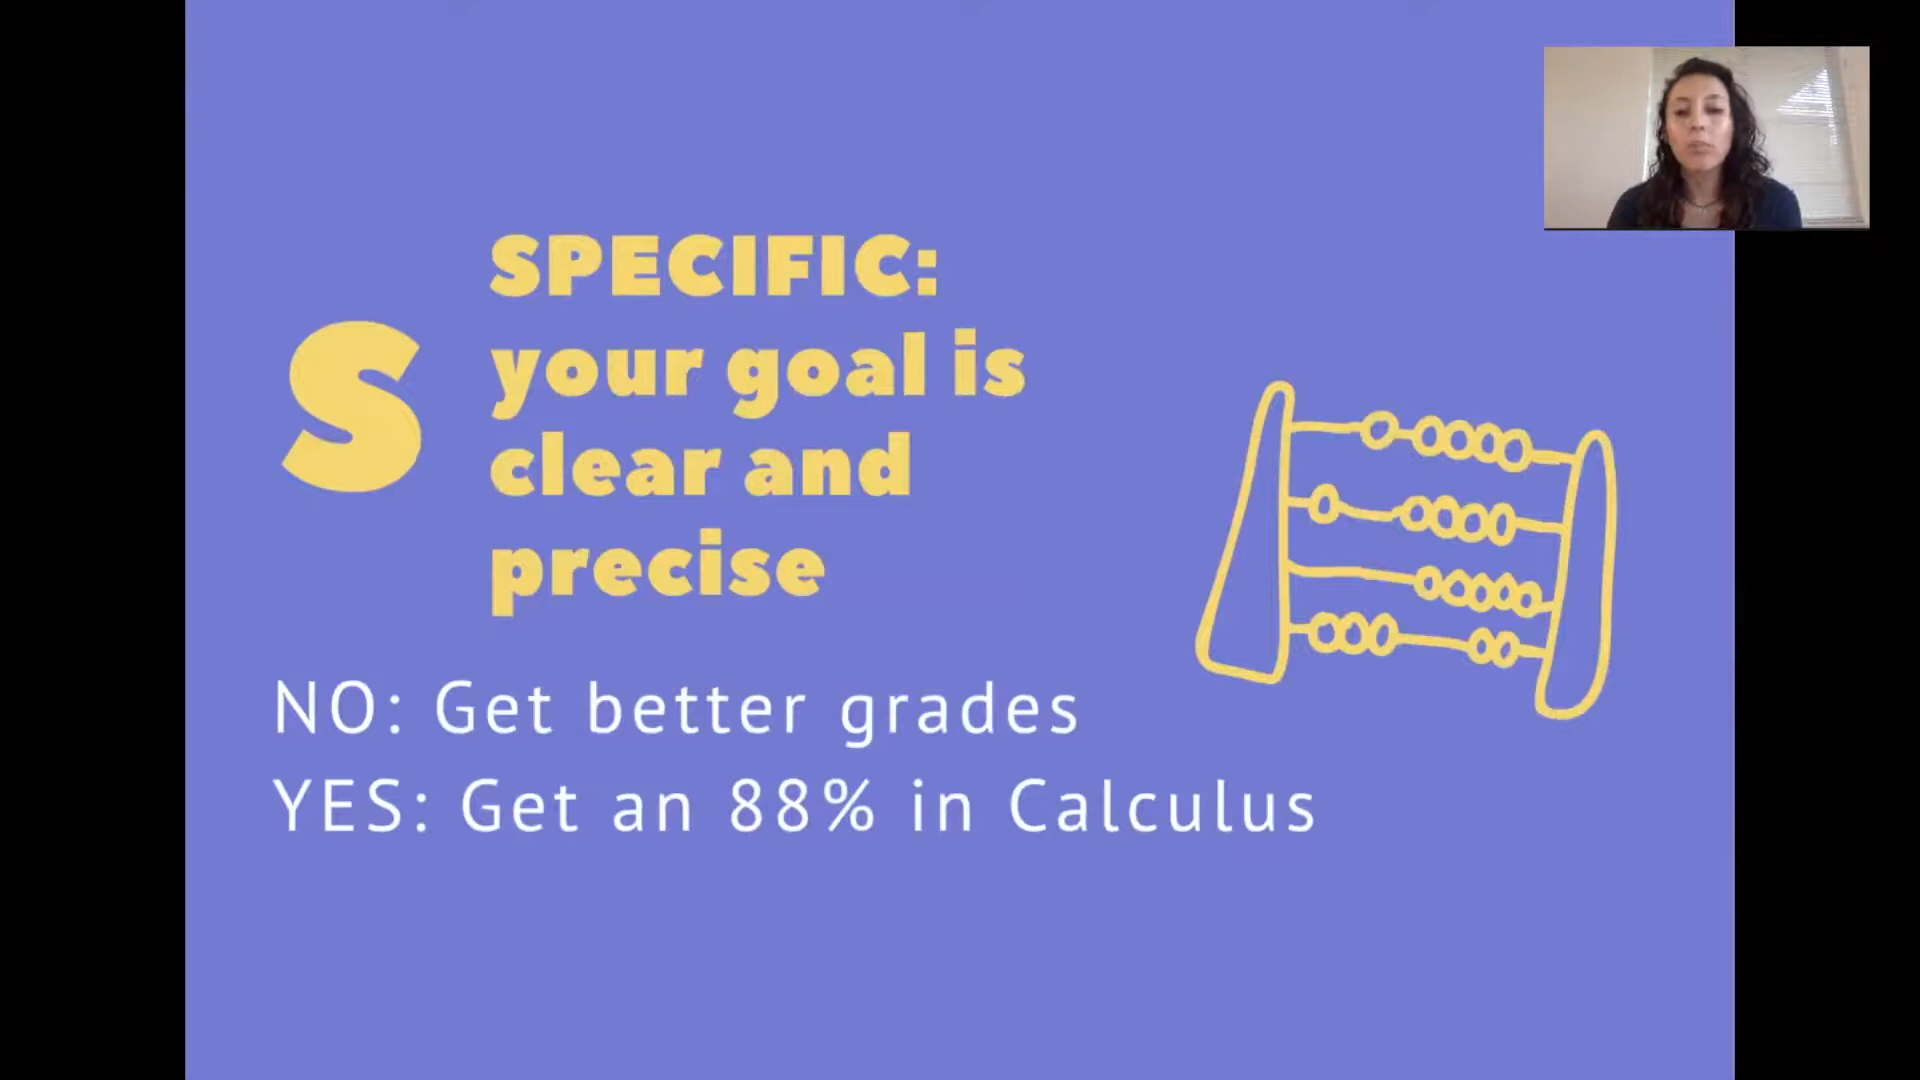 S
SPECIFIC:
your goal is
clear and
precise
NO: Get better grades
YES: Get an 88% in Calculus